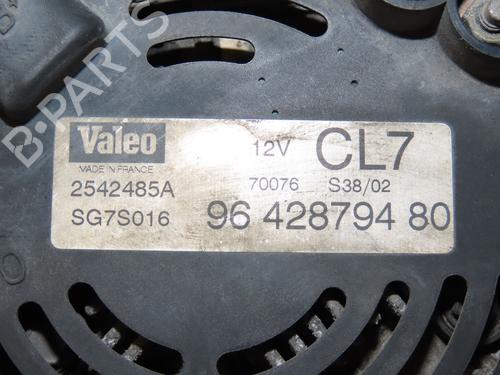 B-PARTS
Valeo 12V CL7
MADE IN FRANCE
2542485A 70076 S38/02
SG7S016 96 428794 80